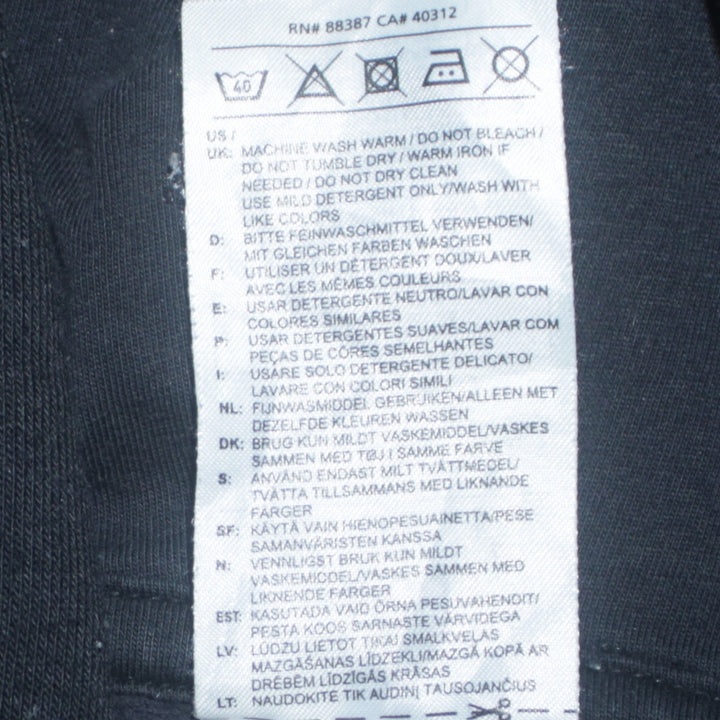 RN# 88387 CA# 40312
40
US /
UK: MACHINE WASH WARM / DO NOT BLEACH /
DO NOT TUMBLE DRY / WARM IRON IF
NEEDED / DO NOT DRY CLEAN
USE MILD DETERGENT ONLY/WASH WITH
LIKE COLORS
D: BITTE FEINWASCHMITTEL VERWENDEN/
MIT GLEICHEN FARBEN WASCHEN
F: UTILISER UN DÉTERGENT DOUX/LAVER
AVEC LES MÊMES COULEURS
E: USAR DETERGENTE NEUTRO/LAVAR CON
COLORES SIMILARES
P: USAR DETERGENTES SUAVES/LAVAR COM
PEÇAS DE CÔRES SEMELHANTES
I: USARE SOLO DETERGENTE DELICATO/
LAVARE CON COLORI SIMILI
NL: FIJNWASMIDDEL GEBRUIKEN/ALLEEN MET
DEZELFDE KLEUREN WASSEN
DK: BRUG KUN MILDT VASKEMIDDEL/VASKES
SAMMEN MED TØJ I SAMME FARVE
S: ANVÄND ENDAST MILT TVÄTTMEDEL/
TVÄTTA TILLSAMMANS MED LIKNANDE
FÄRGER
SF: KÄYTÄ VAIN HIENOPESUAINETTA/PESE
SAMANVÄRISTEN KANSSA
N: VENNLIGST BRUK KUN MILDT
VASKEMIDDEL/VASKES SAMMEN MED
LIKNENDE FARGER
EST: KASUTADA VAID ÕRNA PESUVAHENDIT/
PESTA KOOS SARNASTE VÄRVIDEGA
LV: LŪDZU LIETOT TIKAI SMALKVEĻAS
MAZGĀŠANAS LĪDZEKLI/MAZGĀ KOPĀ AR
DRĒBĒM LĪDZĪGĀS KRĀSĀS
LT: NAUDOKITE TIK AUDINĮ TAUSOJANČIUS